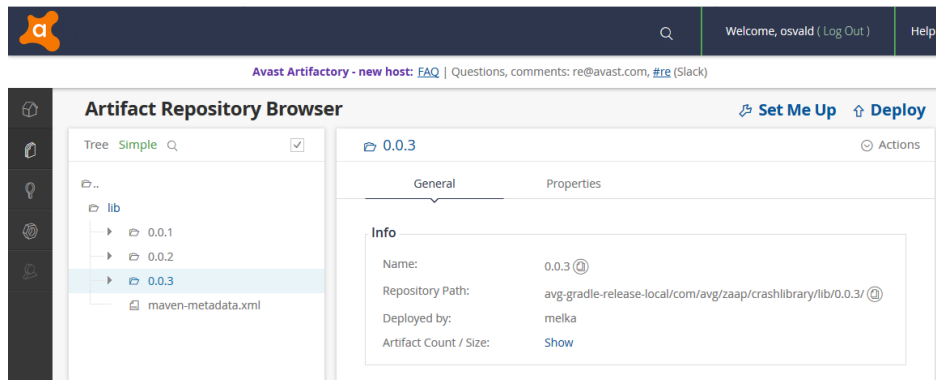 a
Welcome, osvald ( Log Out )
Help
Avast Artifactory - new host: FAQ | Questions, comments: re@avast.com, #re (Slack)
Artifact Repository Browser
Set Me Up
Deploy
Tree Simple
0.0.3
Actions
..
lib
0.0.1
0.0.2
0.0.3
maven-metadata.xml
General
Properties
Info
Name:
0.0.3
Repository Path:
avg-gradle-release-local/com/avg/zaap/crashlibrary/lib/0.0.3/
Deployed by:
melka
Artifact Count / Size:
Show